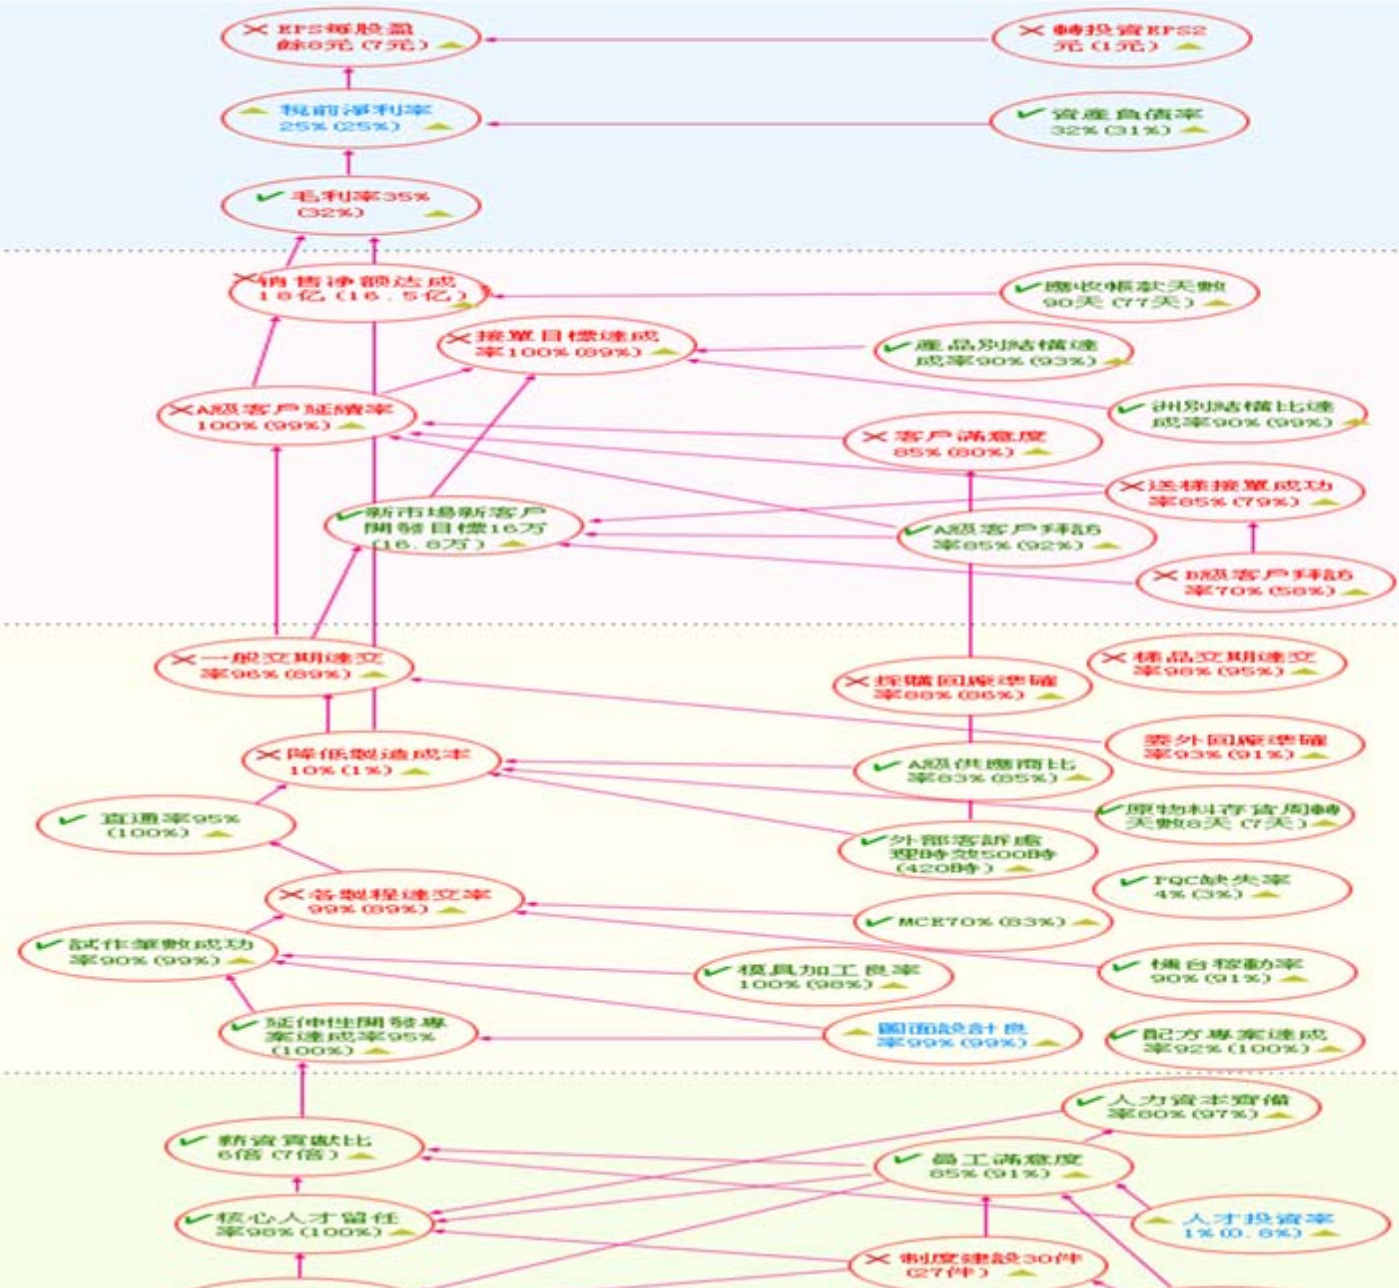 EPS每股盈
餘8元(7元)
轉投資EPS2
元(1元)
稅前淨利率
25%(25%)
資產負債率
32%(31%)
毛利率35%
(32%)
销售净额达成
18亿(16.5亿)
應收帳款天數
90天(77天)
接單目標達成
率100%(89%)
產品別結構達
成率90%(93%)
A級客戶延續率
100%(99%)
洲別結構比達
成率90%(99%)
客戶滿意度
85%(80%)
送樣接單成功
率85%(79%)
新市場新客戶
開發目標16万
(16.8万)
A級客戶拜訪
率85%(92%)
B級客戶拜訪
率70%(58%)
一般交期達交
率96%(89%)
採購回廠準確
率88%(86%)
樣品交期達交
率98%(95%)
委外回廠準確
率93%(91%)
降低製造成本
10%(1%)
A級供應商比
率83%(85%)
直通率95%
(100%)
原物料存貨周轉
天數8天(7天)
外部客訴處
理時效500時
(420時)
各製程達交率
99%(89%)
FQC缺失率
4%(3%)
MCE70%(83%)
試作筆數成功
率90%(99%)
模具加工良率
100%(98%)
機台稼動率
90%(91%)
延伸性開發專
案達成率95%
(100%)
圖面設計良
率99%(99%)
配方專案達成
率92%(100%)
人力資本齊備
率80%(97%)
薪資貢獻比
6倍(7倍)
員工滿意度
85%(91%)
核心人才留任
率98%(100%)
人才投資率
1%(0.8%)
制度建設30件
(27件)